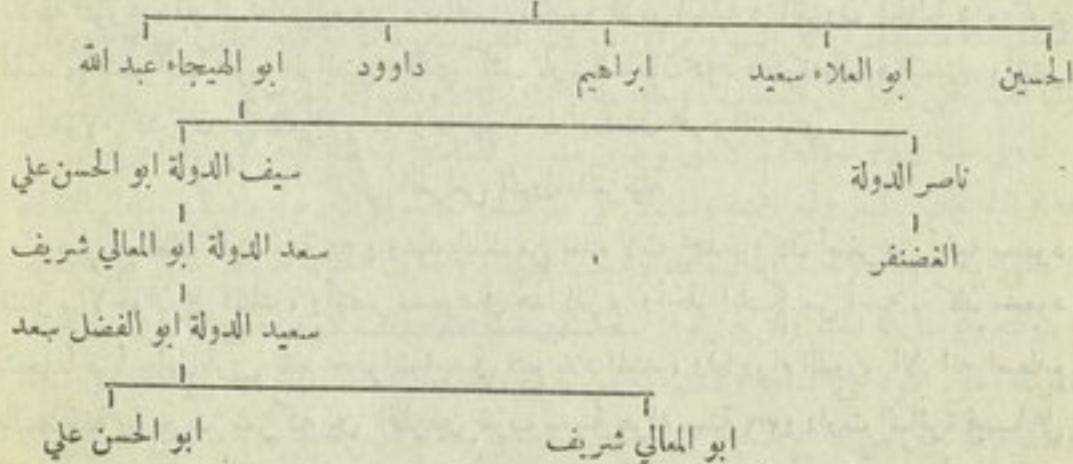 الحسين ابو العلاء سعيد ابراهيم داوود ابو الهيجاء عبد الله
ناصر الدولة سيف الدولة ابو الحسن علي
الغضنفر سعد الدولة ابو المعالي شريف
سعيد الدولة ابو الفضل سعد
ابو المعالي شريف ابو الحسن علي